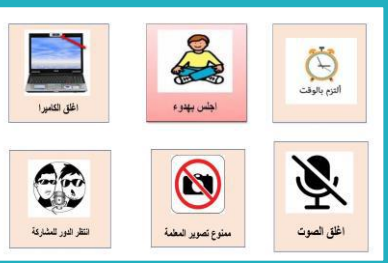 ألتزم بالوقت
اجلس بهدوء
اغلق الكاميرا
اغلق الصوت
ممنوع تصوير المعلمة
انتظر الدور للمشاركة